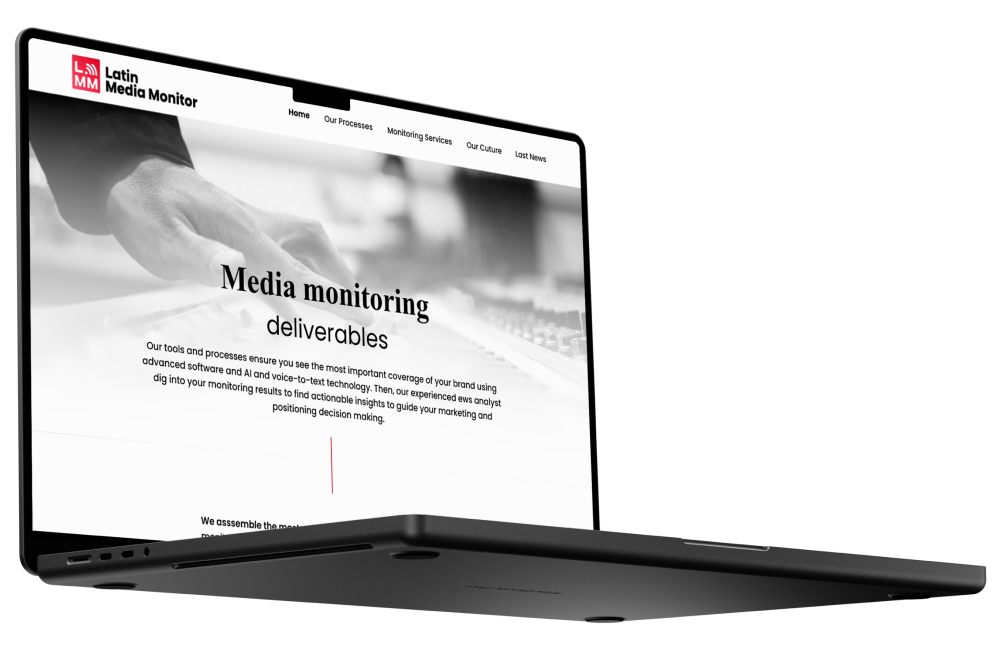 L
MM
Latin
Media Monitor
Home
Our Processes
Monitoring Services
Our Cuture
Last News
Media monitoring
deliverables
Our tools and processes ensure you see the most important coverage of your brand using
advanced software and AI and voice-to-text technology. Then, our experienced ews analyst
dig into your monitoring results to find actionable insights to guide your marketing and
positioning decision making.
We asssemble the